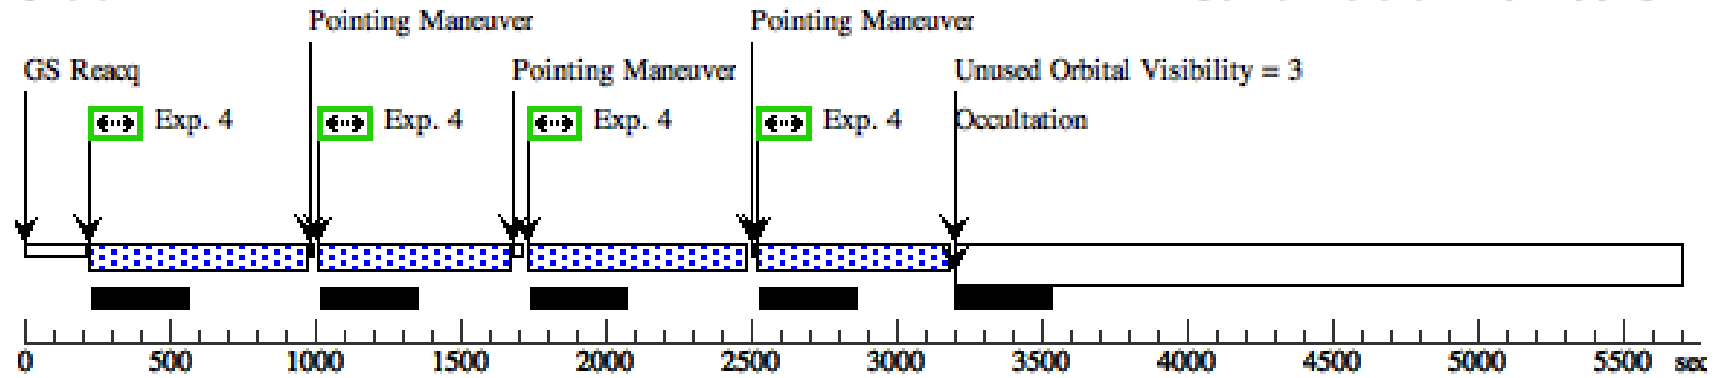 Pointing Maneuver Pointing Maneuver
GS Reacq Pointing Maneuver Unused Orbital Visibility = 3
Exp. 4 Exp. 4 Exp. 4 Exp. 4 Occultation
0 500 1000 1500 2000 2500 3000 3500 4000 4500 5000 5500 sec